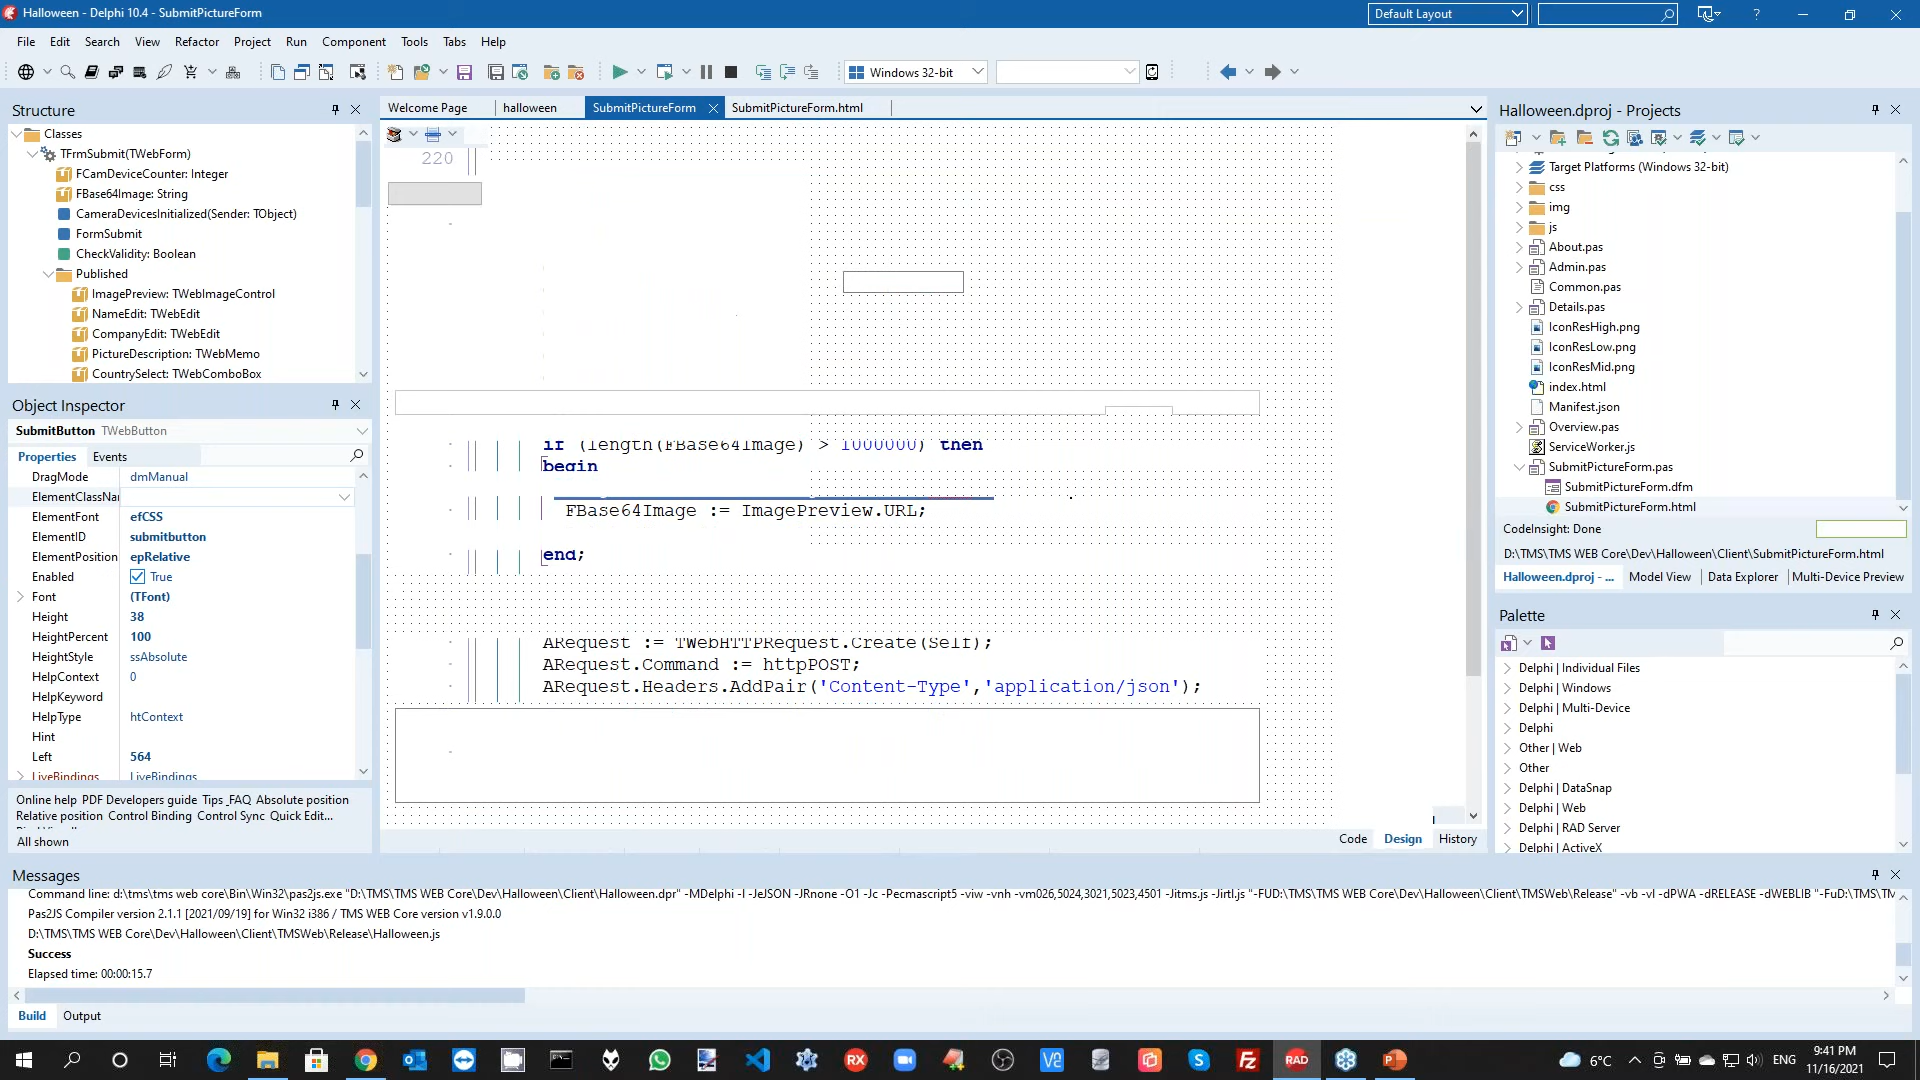 Halloween - Delphi 10.4 - SubmitPictureForm
Default Layout
File Edit Search View Refactor Project Run Component Tools Tabs Help
Windows 32-bit
Structure
Classes
TFrmSubmit(TWebForm)
FCamDeviceCounter: Integer
FBase64Image: String
CameraDevicesInitialized(Sender: TObject)
FormSubmit
CheckValidity: Boolean
Published
ImagePreview: TWebImageControl
NameEdit: TWebEdit
CompanyEdit: TWebEdit
PictureDescription: TWebMemo
CountrySelect: TWebComboBox
Object Inspector
SubmitButton TWebButton
Properties Events
DragMode dmManual
ElementClassNa
ElementFont efCSS
ElementID submitbutton
ElementPosition epRelative
Enabled True
Font (TFont)
Height 38
HeightPercent 100
HeightStyle ssAbsolute
HelpContext 0
HelpKeyword
HelpType htContext
Hint
Left 564
LiveBindings LiveBindings
Online help PDF Developers guide Tips FAQ Absolute position
Relative position Control Binding Control Sync Quick Edit...
All shown
Welcome Page halloween SubmitPictureForm SubmitPictureForm.html
220
if (length(FBase64Image) > 1000000) then
begin
FBase64Image := ImagePreview.URL;
end;
ARequest := TWebHTTPRequest.Create(Self);
ARequest.Command := httpPOST;
ARequest.Headers.AddPair('Content-Type','application/json');
Code Design History
Halloween.dproj - Projects
Target Platforms (Windows 32-bit)
css
img
js
About.pas
Admin.pas
Common.pas
Details.pas
IconResHigh.png
IconResLow.png
IconResMid.png
index.html
Manifest.json
Overview.pas
ServiceWorker.js
SubmitPictureForm.pas
SubmitPictureForm.dfm
SubmitPictureForm.html
CodeInsight: Done
D:\TMS\TMS WEB Core\Dev\Halloween\Client\SubmitPictureForm.html
Halloween.dproj - ... Model View Data Explorer Multi-Device Preview
Palette
Delphi | Individual Files
Delphi | Windows
Delphi | Multi-Device
Delphi
Other | Web
Other
Delphi | DataSnap
Delphi | Web
Delphi | RAD Server
Delphi | ActiveX
Messages
Command line: d:\tms\tms web core\Bin\Win32\pas2js.exe "D:\TMS\TMS WEB Core\Dev\Halloween\Client\Halloween.dpr" -MDelphi -I -JeJSON -JRnone -O1 -Jc -Pecmascript5 -viw -vnh -vm026,5024,3021,5023,4501 -Jitms.js -Jirtl.js "-FUD:\TMS\TMS WEB Core\Dev\Halloween\Client\TMSWeb\Release" -vb -vl -dPWA -dRELEASE -dWEBLIB "-FuD:\TMS\TM
Pas2JS Compiler version 2.1.1 [2021/09/19] for Win32 i386 / TMS WEB Core version v1.9.0.0
D:\TMS\TMS WEB Core\Dev\Halloween\Client\TMSWeb\Release\Halloween.js
Success
Elapsed time: 00:00:15.7
Build Output
6°C ENG 9:41 PM
11/16/2021